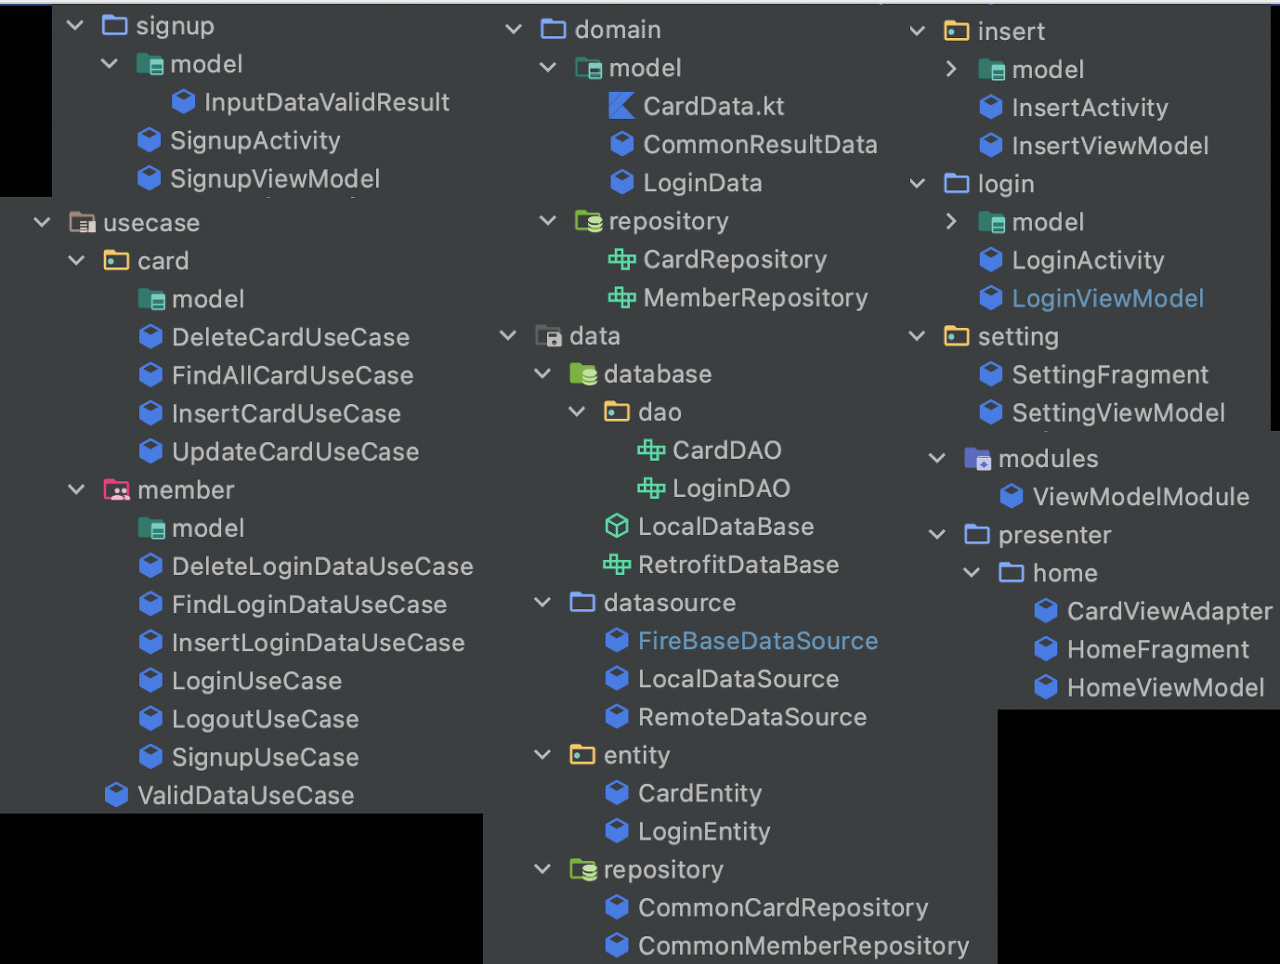 signup
model
InputDataValidResult
SignupActivity
SignupViewModel
usecase
card
model
DeleteCardUseCase
FindAllCardUseCase
InsertCardUseCase
UpdateCardUseCase
member
model
DeleteLoginDataUseCase
FindLoginDataUseCase
InsertLoginDataUseCase
LoginUseCase
LogoutUseCase
SignupUseCase
ValidDataUseCase
domain
model
CardData.kt
CommonResultData
LoginData
repository
CardRepository
MemberRepository
data
database
dao
CardDAO
LoginDAO
LocalDataBase
RetrofitDataBase
datasource
FireBaseDataSource
LocalDataSource
RemoteDataSource
entity
CardEntity
LoginEntity
repository
CommonCardRepository
CommonMemberRepository
insert
model
InsertActivity
InsertViewModel
login
model
LoginActivity
LoginViewModel
setting
SettingFragment
SettingViewModel
modules
ViewModelModule
presenter
home
CardViewAdapter
HomeFragment
HomeViewModel